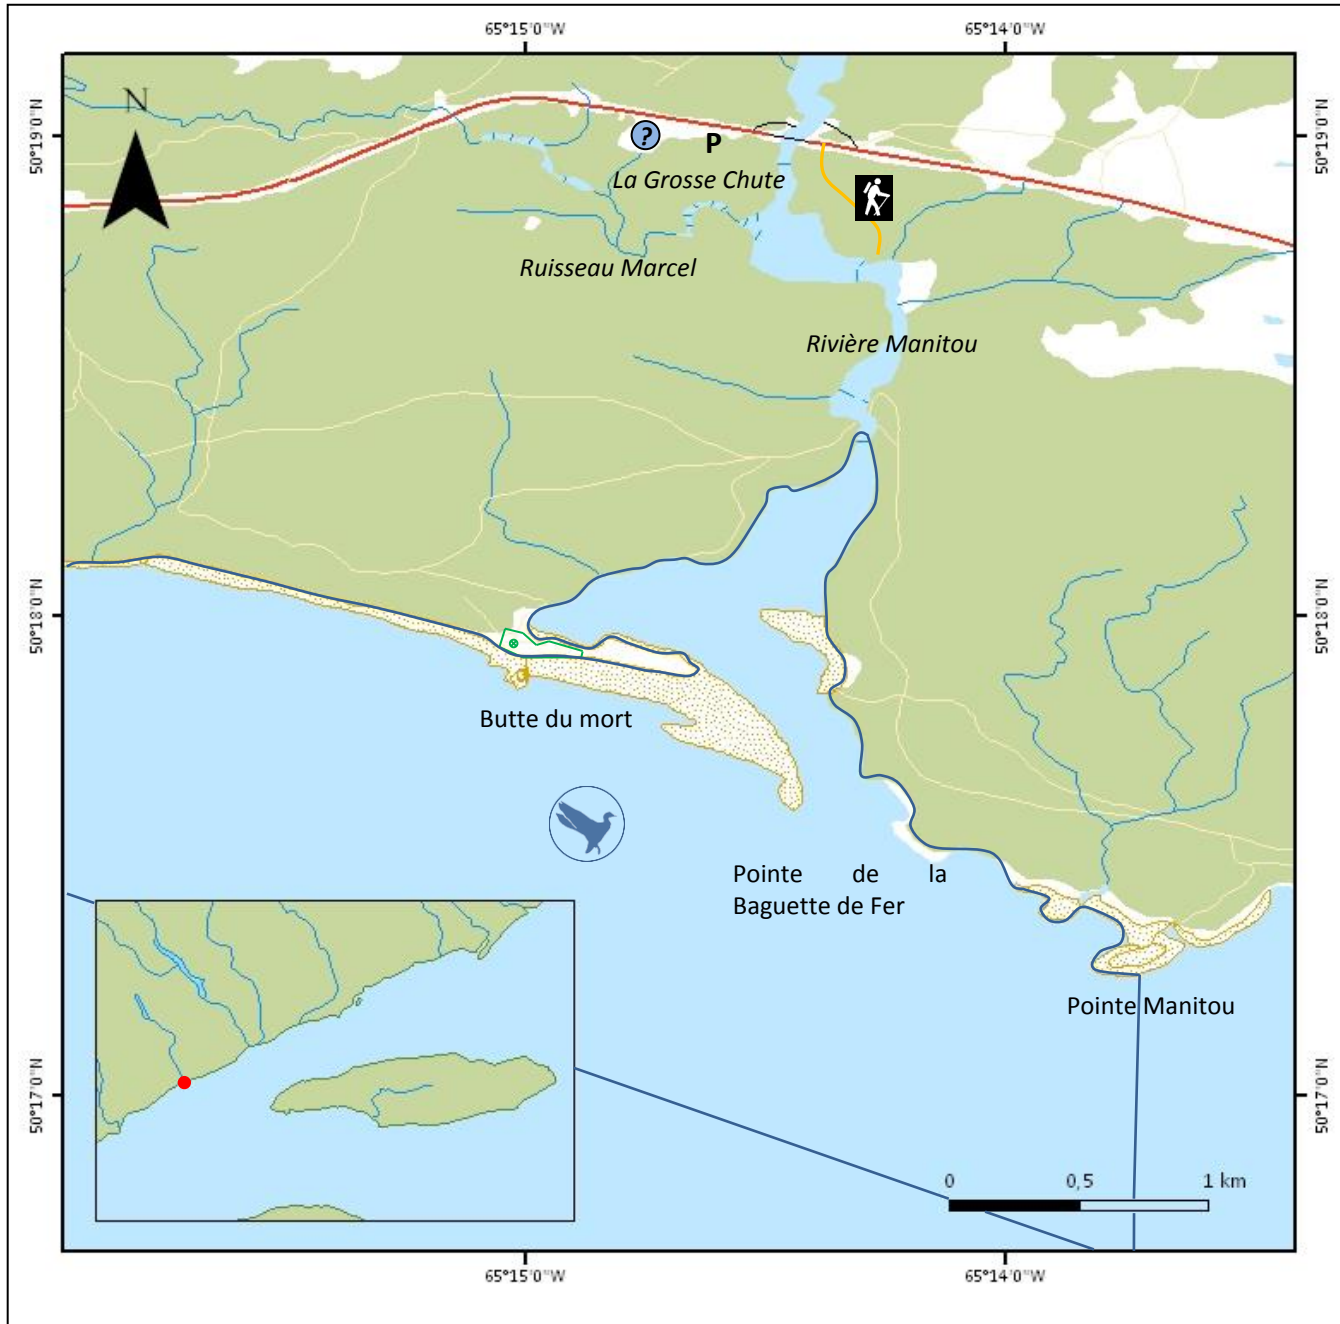 65°15'0"W 65°14'0"W
N
50°19'0"N 50°19'0"N
?
P
La Grosse Chute
Ruisseau Marcel
Rivière Manitou
50°18'0"N 50°18'0"N
Butte du mort
Pointe de la
Baguette de Fer
Pointe Manitou
50°17'0"N 50°17'0"N
0 0,5 1 km
65°15'0"W 65°14'0"W